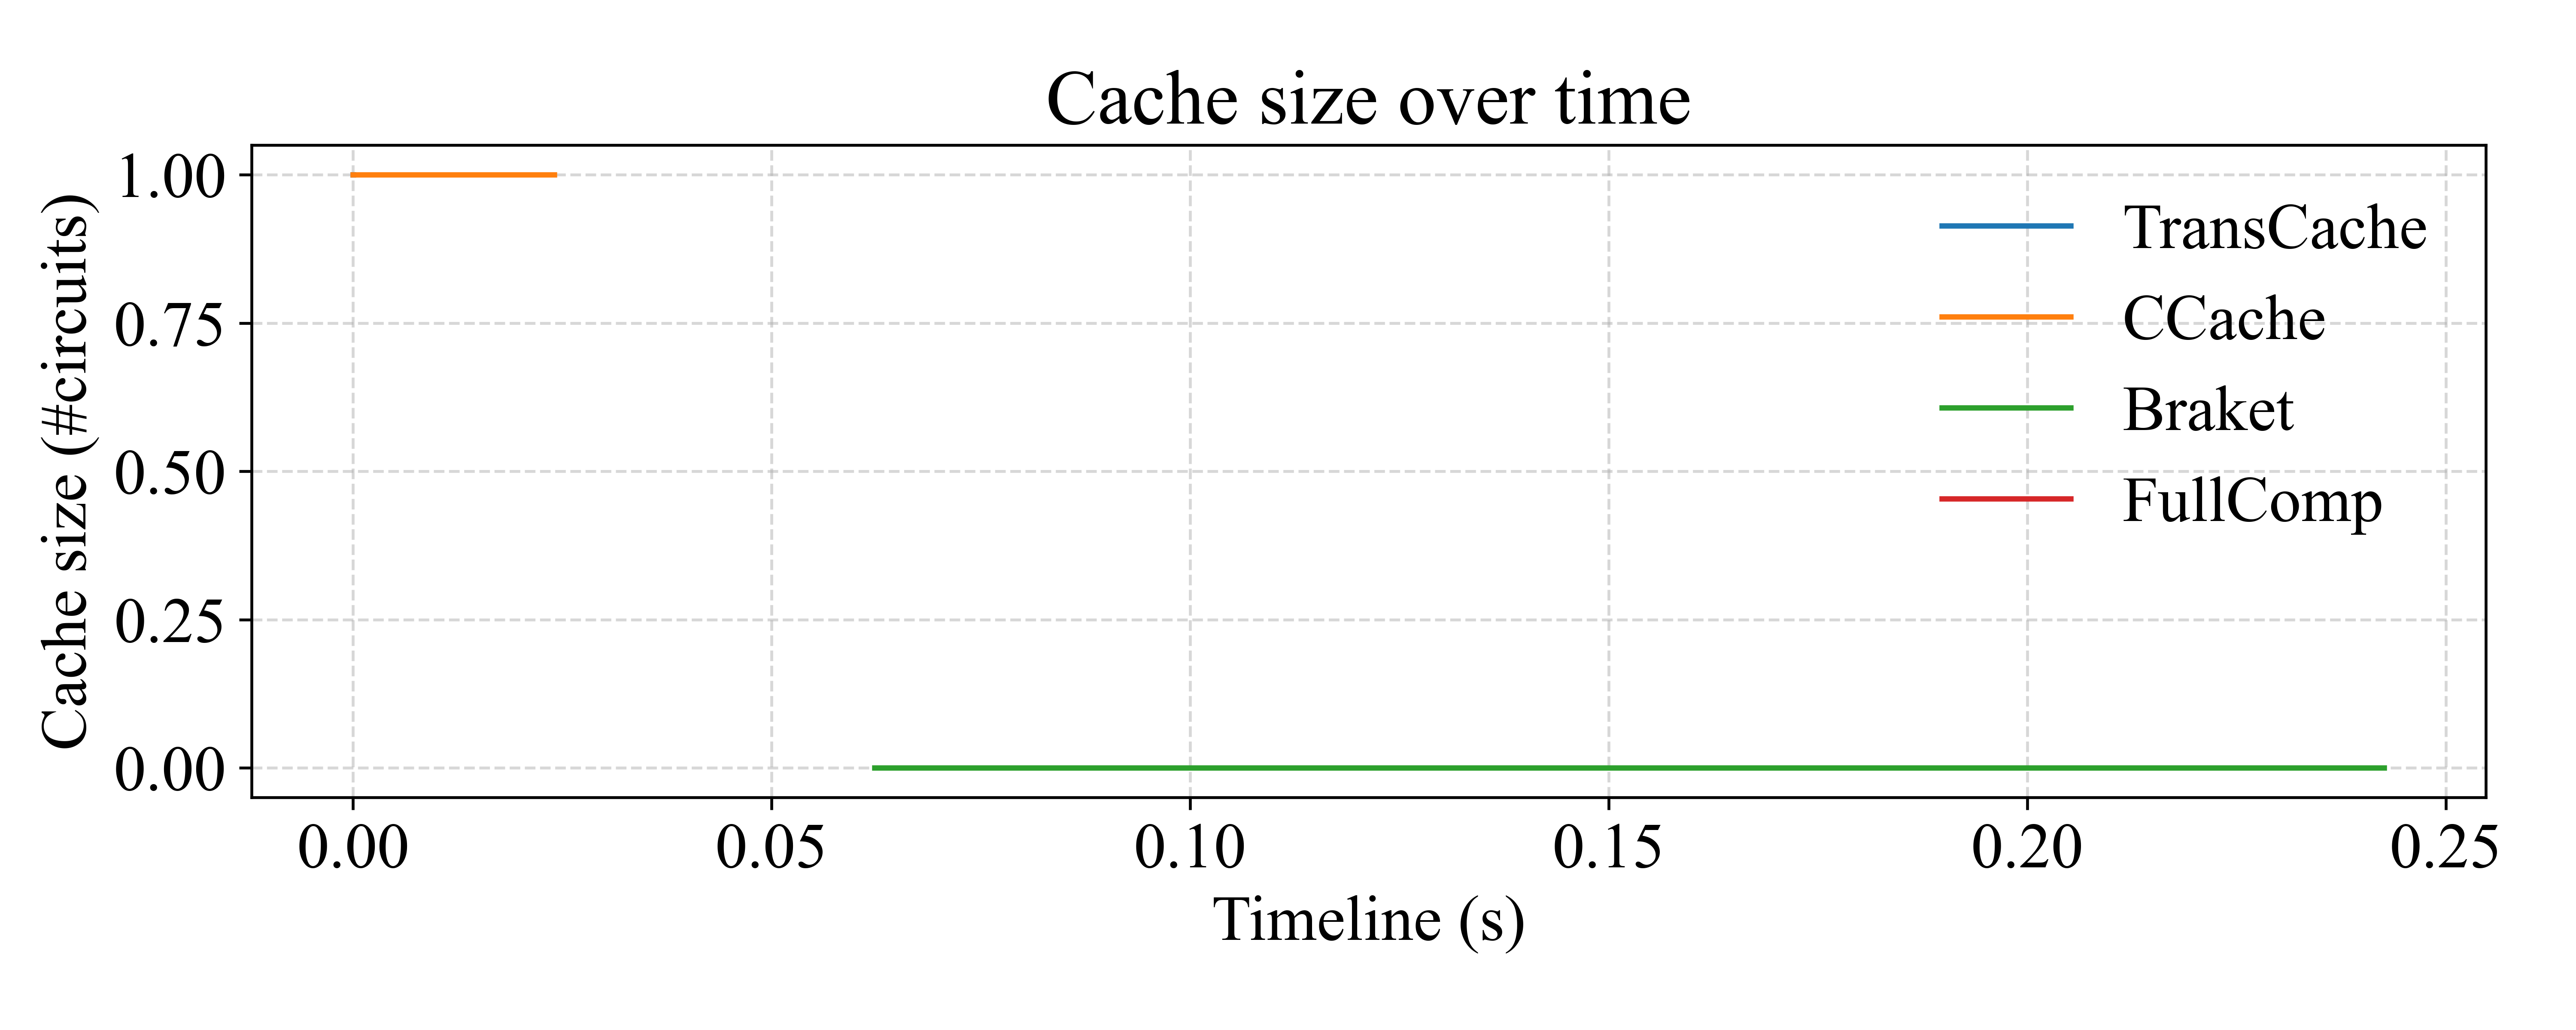 Cache size over time
Cache size (#circuits)
1.00
0.75
0.50
0.25
0.00
TransCache
CCache
Braket
FullComp
0.00 0.05 0.10 0.15 0.20 0.25
Timeline (s)